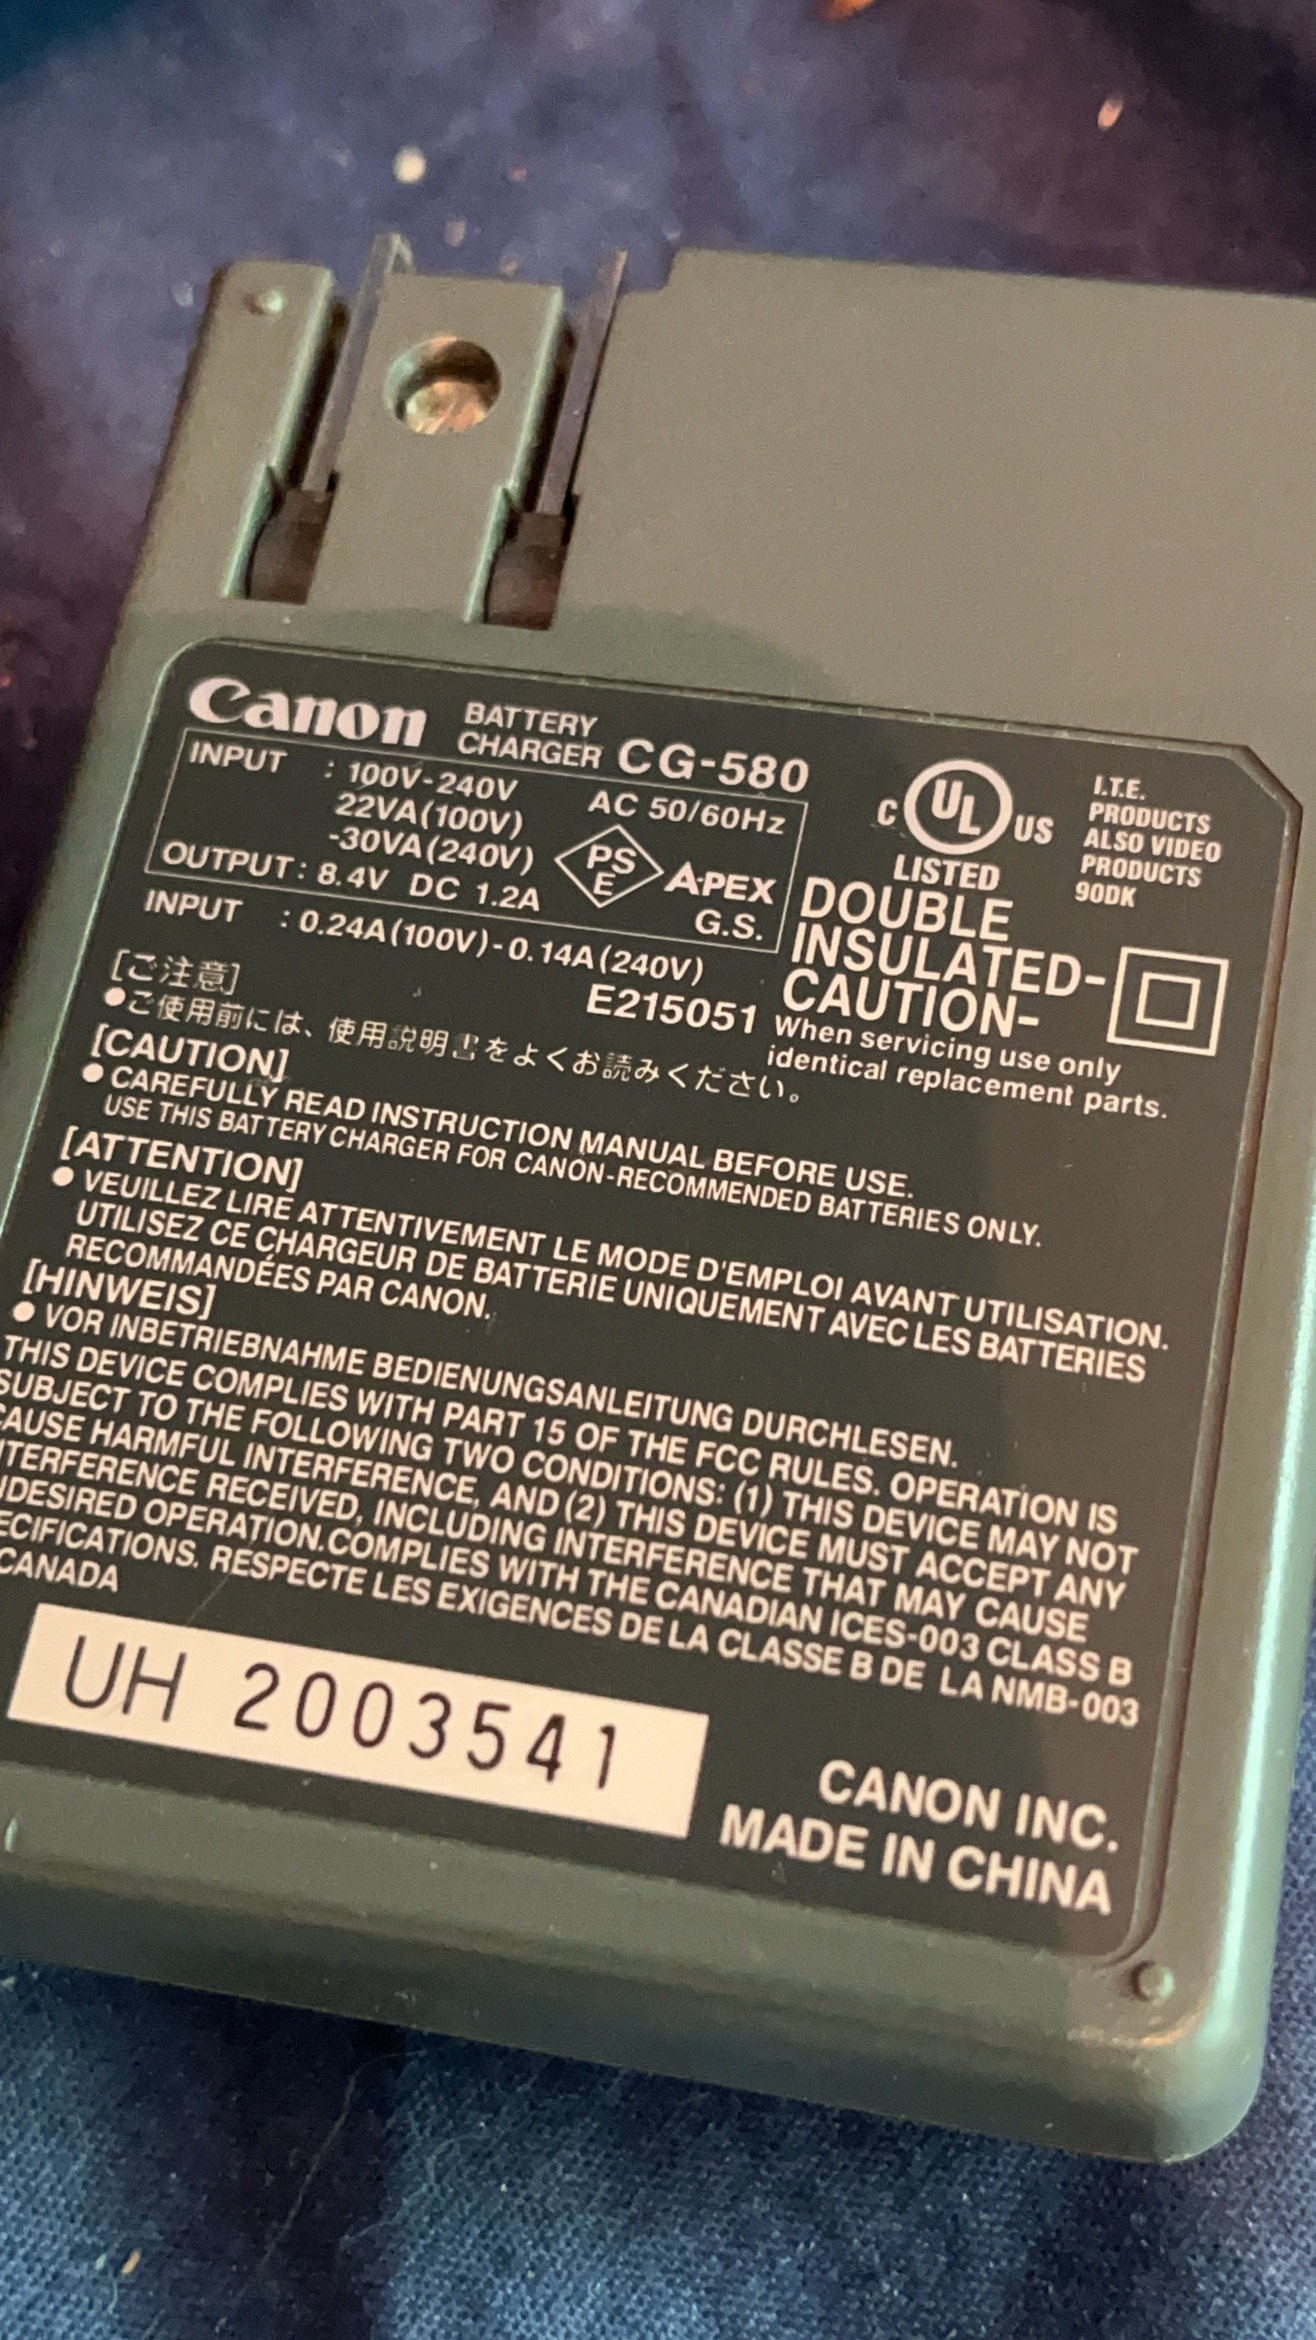 Canon BATTERY CHARGER CG-580
INPUT : 100V-240V AC 50/60Hz
22VA(100V)
-30VA(240V)
OUTPUT : 8.4V DC 1.2A
PS
E
A·PEX
G.S.
INPUT : 0.24A(100V)-0.14A(240V)
E215051
C UL US
LISTED
I.T.E.
PRODUCTS
ALSO VIDEO
PRODUCTS
90DK
DOUBLE
INSULATED-
CAUTION-
When servicing use only
identical replacement parts.
[ご注意]
●ご使用前には、使用説明書をよくお読みください。
[CAUTION]
● CAREFULLY READ INSTRUCTION MANUAL BEFORE USE.
USE THIS BATTERY CHARGER FOR CANON-RECOMMENDED BATTERIES ONLY.
[ATTENTION]
● VEUILLEZ LIRE ATTENTIVEMENT LE MODE D'EMPLOI AVANT UTILISATION.
UTILISEZ CE CHARGEUR DE BATTERIE UNIQUEMENT AVEC LES BATTERIES
RECOMMANDÉES PAR CANON.
[HINWEIS]
● VOR INBETRIEBNAHME BEDIENUNGSANLEITUNG DURCHLESEN.
THIS DEVICE COMPLIES WITH PART 15 OF THE FCC RULES. OPERATION IS
SUBJECT TO THE FOLLOWING TWO CONDITIONS: (1) THIS DEVICE MAY NOT
CAUSE HARMFUL INTERFERENCE, AND (2) THIS DEVICE MUST ACCEPT ANY
NTERFERENCE RECEIVED, INCLUDING INTERFERENCE THAT MAY CAUSE
NDESIRED OPERATION.COMPLIES WITH THE CANADIAN ICES-003 CLASS B
ECIFICATIONS. RESPECTE LES EXIGENCES DE LA CLASSE B DE LA NMB-003
CANADA
UH 2003541
CANON INC.
MADE IN CHINA